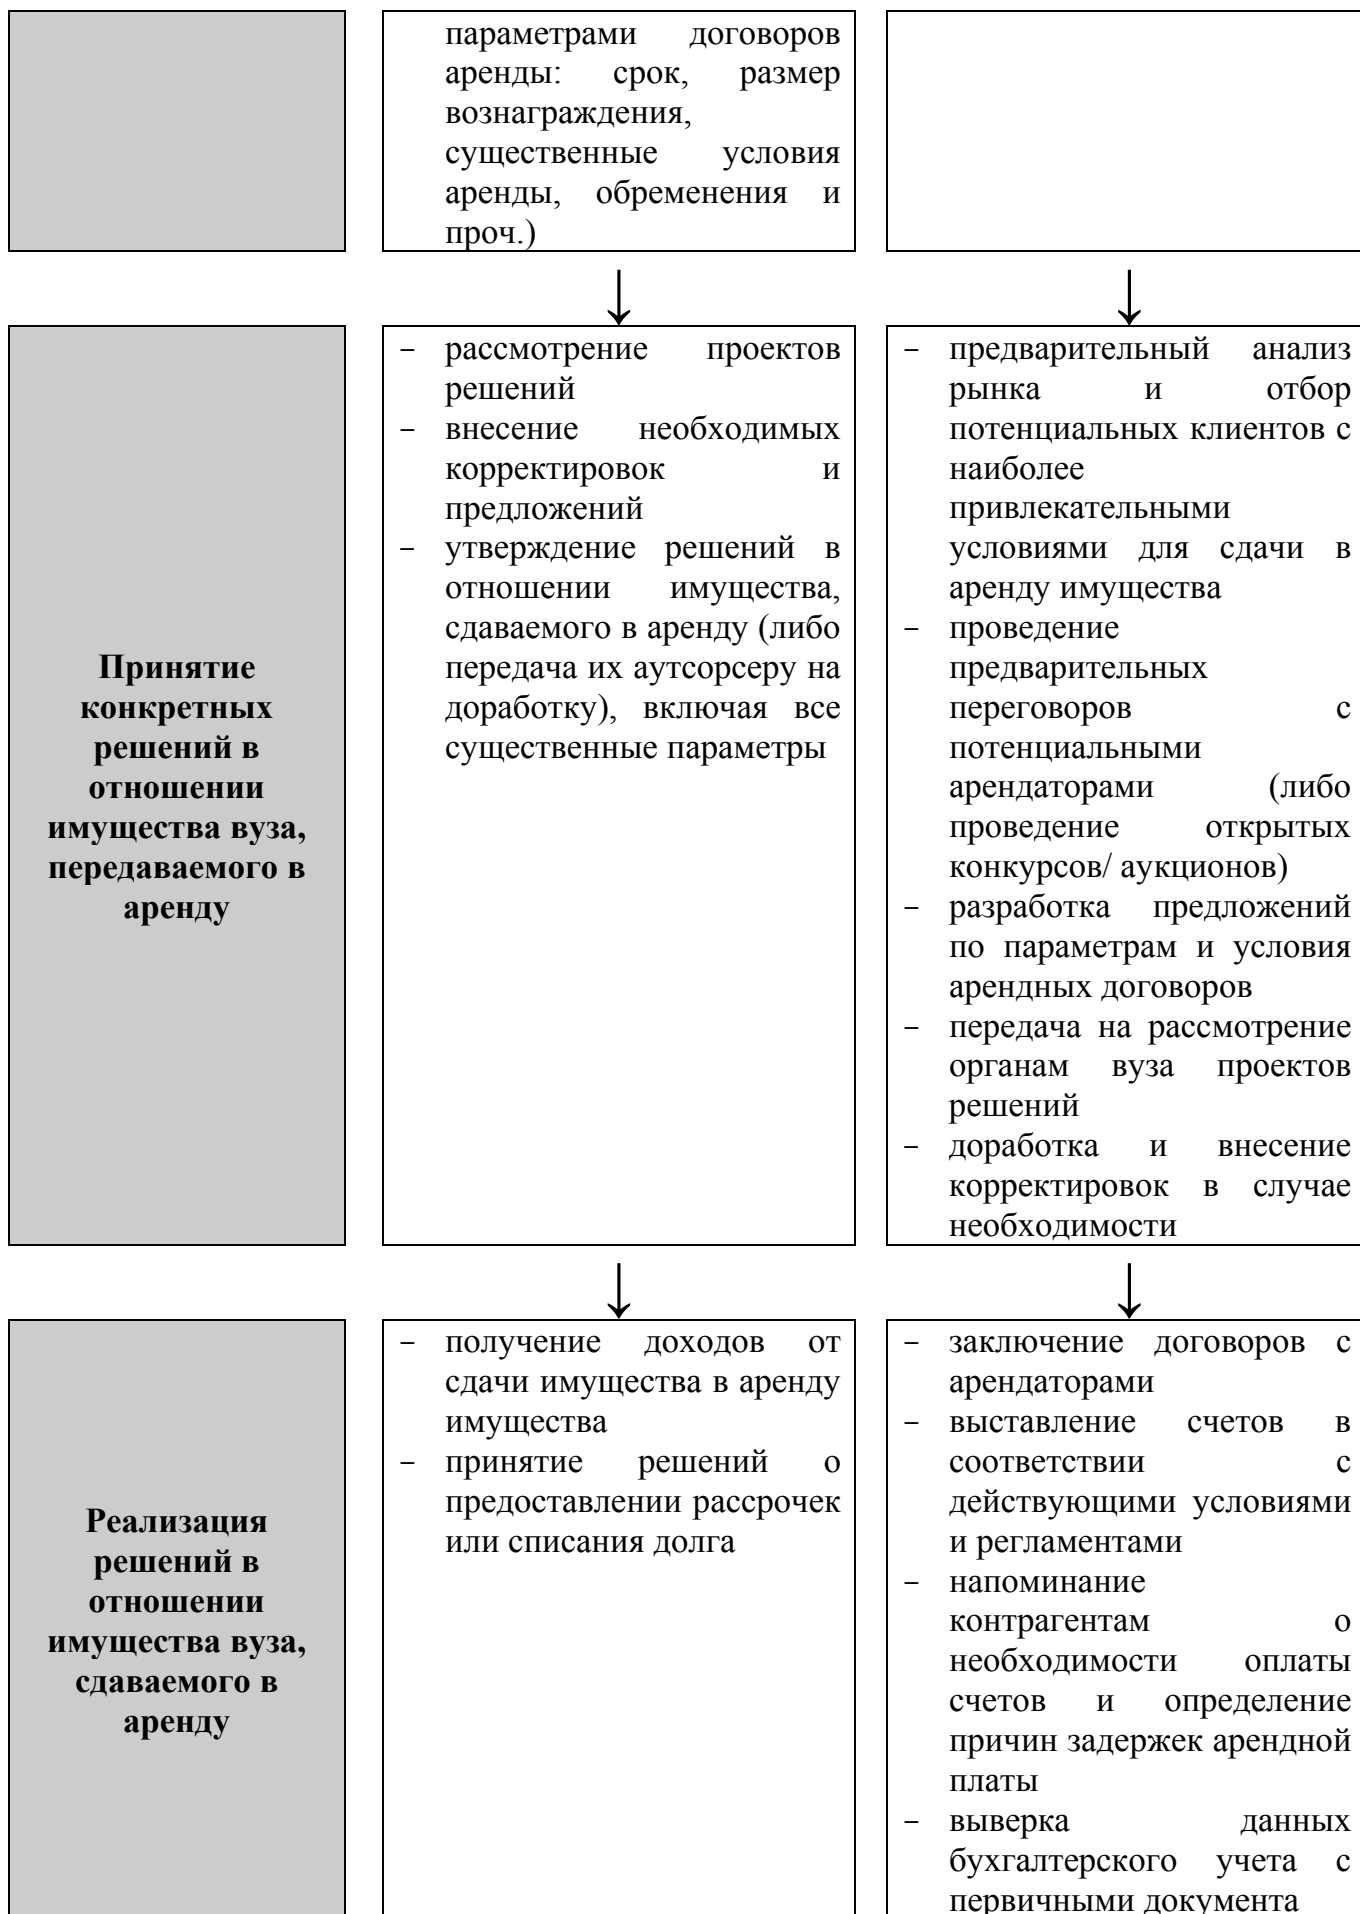 параметрами договоров
аренды: срок, размер
вознаграждения,
существенные условия
аренды, обременения и
проч.)
↓ ↓
Принятие
конкретных
решений в
отношении
имущества вуза,
передаваемого в
аренду
- рассмотрение проектов
решений
- внесение необходимых
корректировок и
предложений
- утверждение решений в
отношении имущества,
сдаваемого в аренду (либо
передача их аутсорсеру на
доработку), включая все
существенные параметры
- предварительный анализ
рынка и отбор
потенциальных клиентов с
наиболее
привлекательными
условиями для сдачи в
аренду имущества
- проведение
предварительных
переговоров с
потенциальными
арендаторами (либо
проведение открытых
конкурсов/ аукционов)
- разработка предложений
по параметрам и условия
арендных договоров
- передача на рассмотрение
органам вуза проектов
решений
- доработка и внесение
корректировок в случае
необходимости
↓ ↓
Реализация
решений в
отношении
имущества вуза,
сдаваемого в
аренду
- получение доходов от
сдачи имущества в аренду
имущества
- принятие решений о
предоставлении рассрочек
или списания долга
- заключение договоров с
арендаторами
- выставление счетов в
соответствии с
действующими условиями
и регламентами
- напоминание
контрагентам о
необходимости оплаты
счетов и определение
причин задержек арендной
платы
- выверка данных
бухгалтерского учета с
первичными документа